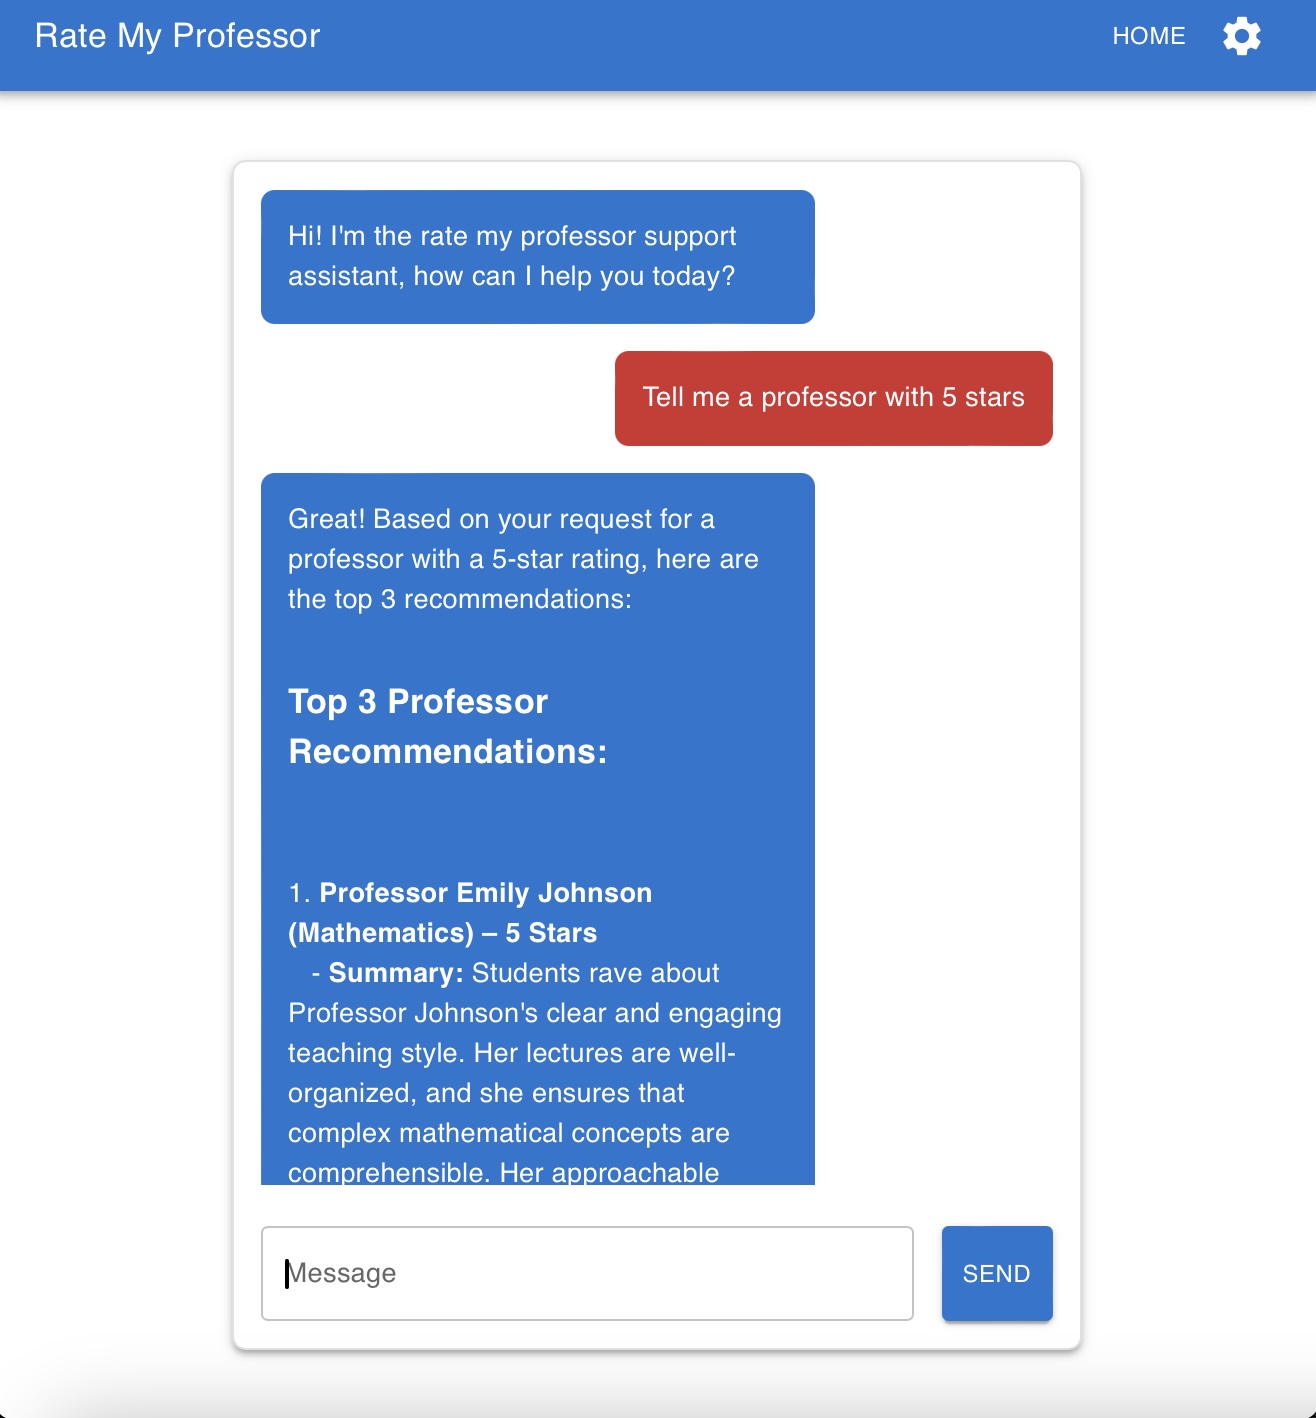 Rate My Professor
HOME
Hi! I'm the rate my professor support
assistant, how can I help you today?
Tell me a professor with 5 stars
Great! Based on your request for a
professor with a 5-star rating, here are
the top 3 recommendations:
Top 3 Professor
Recommendations:
1. Professor Emily Johnson
(Mathematics) – 5 Stars
- Summary: Students rave about
Professor Johnson's clear and engaging
teaching style. Her lectures are well-
organized, and she ensures that
complex mathematical concepts are
comprehensible. Her approachable
Message
SEND